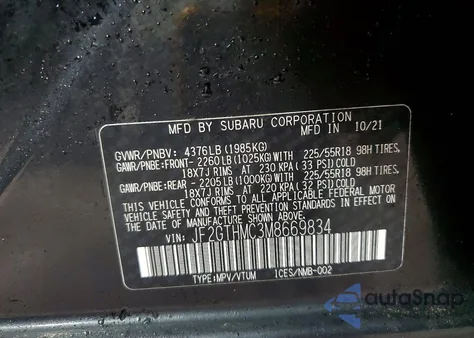 MFD BY SUBARU CORPORATION
MFD IN 10/21
GVWR/PNBV: 4376LB (1985KG)
GAWR/PNBE:FRONT- 2260LB(1025KG)WITH 225/55R18 98H TIRES,
18X7J RIMS AT 230 KPA (33 PSI)COLD
GAWR/PNBE:REAR - 2205LB(1000KG)WITH 225/55R18 98H TIRES,
18X7J RIMS AT 220 KPA (32 PSI)COLD
THIS VEHICLE CONFORMS TO ALL APPLICABLE FEDERAL MOTOR
VEHICLE SAFETY STANDARDS IN EFFECT ON THE
DATE OF MANUFACTURE SHOWN ABOVE.
VIN: JF2GTHMC3M8669834
TYPE:MPV/VTUM ICES/NMB-002
autoSnap